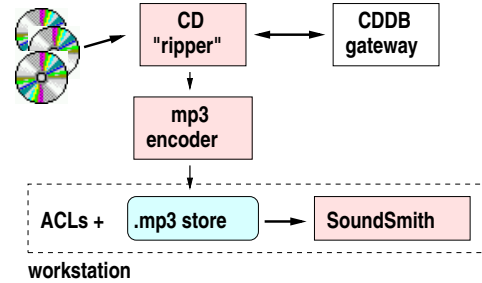 CD
"ripper"
CDDB
gateway
mp3
encoder
ACLs +
.mp3 store
SoundSmith
workstation